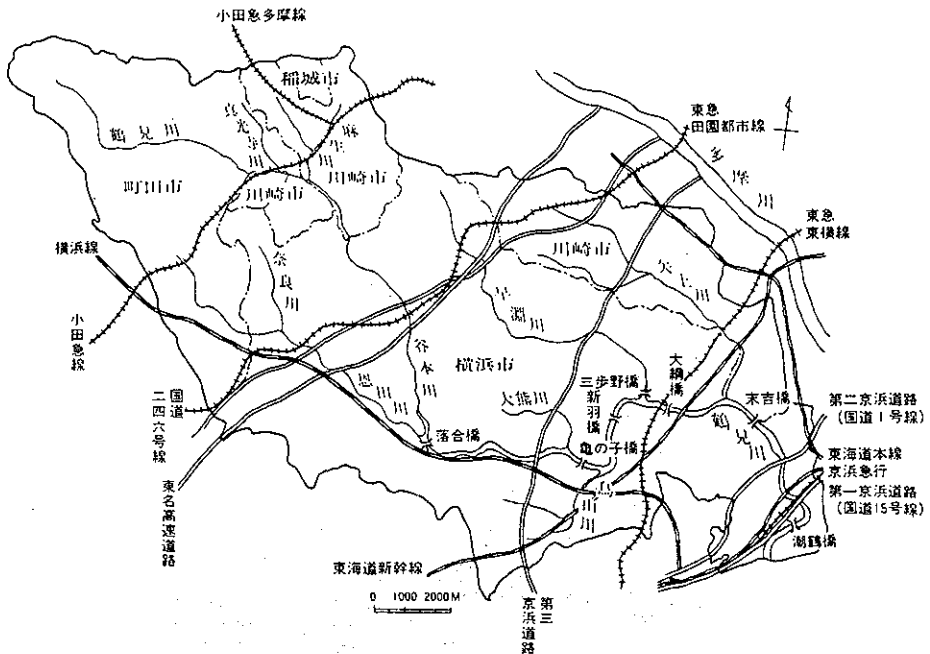 小田急多摩線
稲城市
東急
田園都市線
鶴見川
真光寺川
麻生川
多摩川
町田市
川崎市
川崎市
東急
東横線
横浜線
奈良川
川崎市
矢上川
早淵川
小田急線
谷本川
横浜市
大綱橋
三歩野橋
新羽橋
恩田川
大熊川
末吉橋
第二京浜道路
(国道1号線)
国道
二四六号線
落合橋
亀の子橋
鶴見川
東海道本線
京浜急行
第一京浜道路
(国道15号線)
鳥山川
東名高速道路
潮鶴橋
東海道新幹線
0 1000 2000M
第三
京浜道路